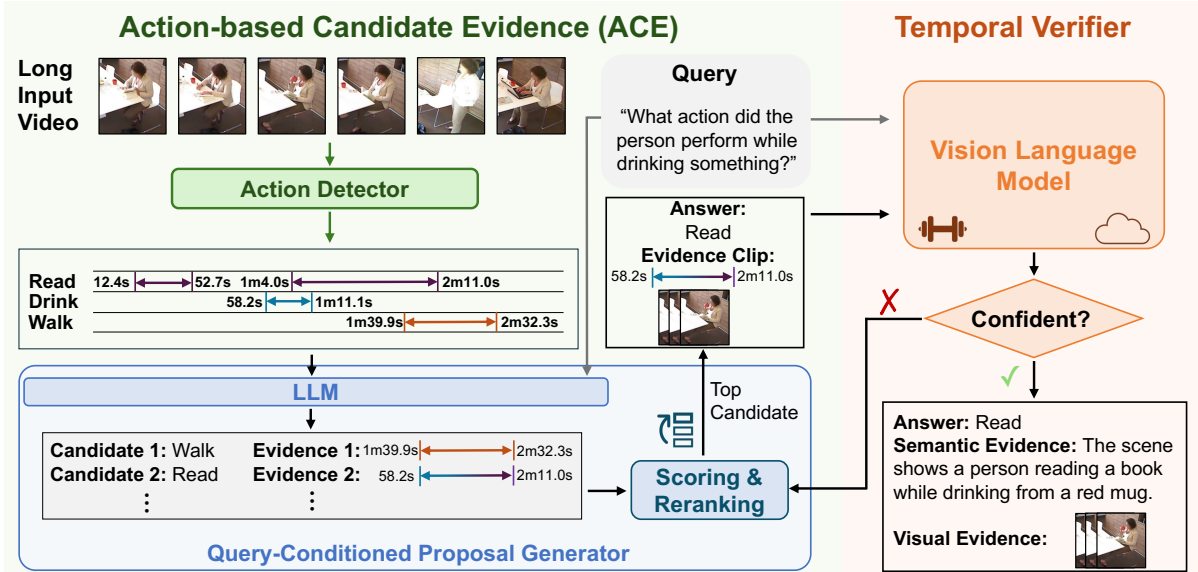 Action-based Candidate Evidence (ACE)
Temporal Verifier
Long
Input
Video
Query
“What action did the
person perform while
drinking something?”
Vision Language
Model
Action Detector
Answer:
Read
Evidence Clip:
58.2s 2m11.0s
Read 12.4s 52.7s 1m4.0s 2m11.0s
Drink 58.2s 1m11.1s
Walk 1m39.9s 2m32.3s
✗
Confident?
✓
LLM
Top
Candidate
Candidate 1: Walk Evidence 1: 1m39.9s 2m32.3s
Candidate 2: Read Evidence 2: 58.2s 2m11.0s
⋮ ⋮
Scoring &
Reranking
Query-Conditioned Proposal Generator
Answer: Read
Semantic Evidence: The scene
shows a person reading a book
while drinking from a red mug.
Visual Evidence: